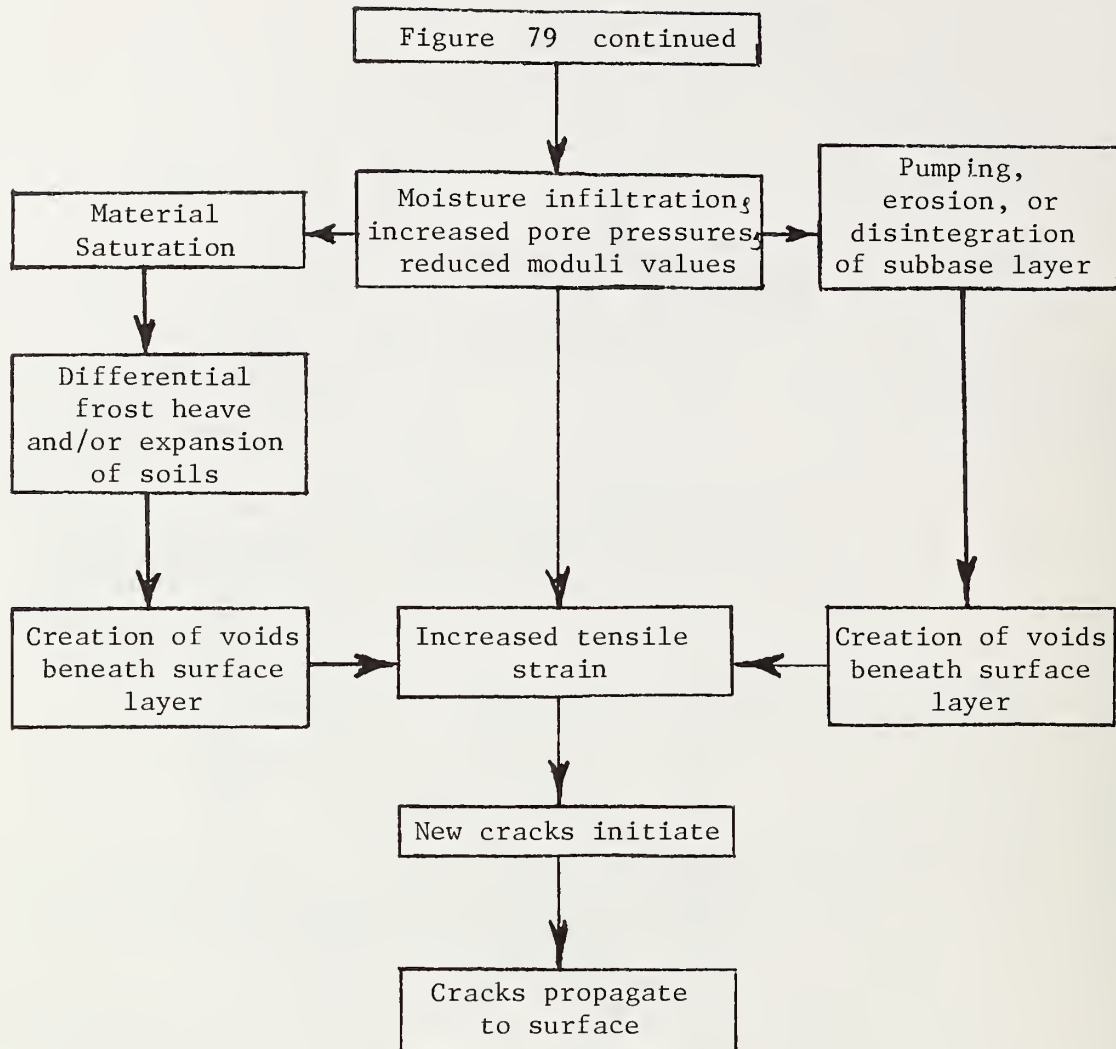 Figure 79 continued
Moisture infiltration,
increased pore pressures,
reduced moduli values
Material
Saturation
Pumping,
erosion, or
disintegration
of subbase layer
Differential
frost heave
and/or expansion
of soils
Creation of voids
beneath surface
layer
Increased tensile
strain
Creation of voids
beneath surface
layer
New cracks initiate
Cracks propagate
to surface